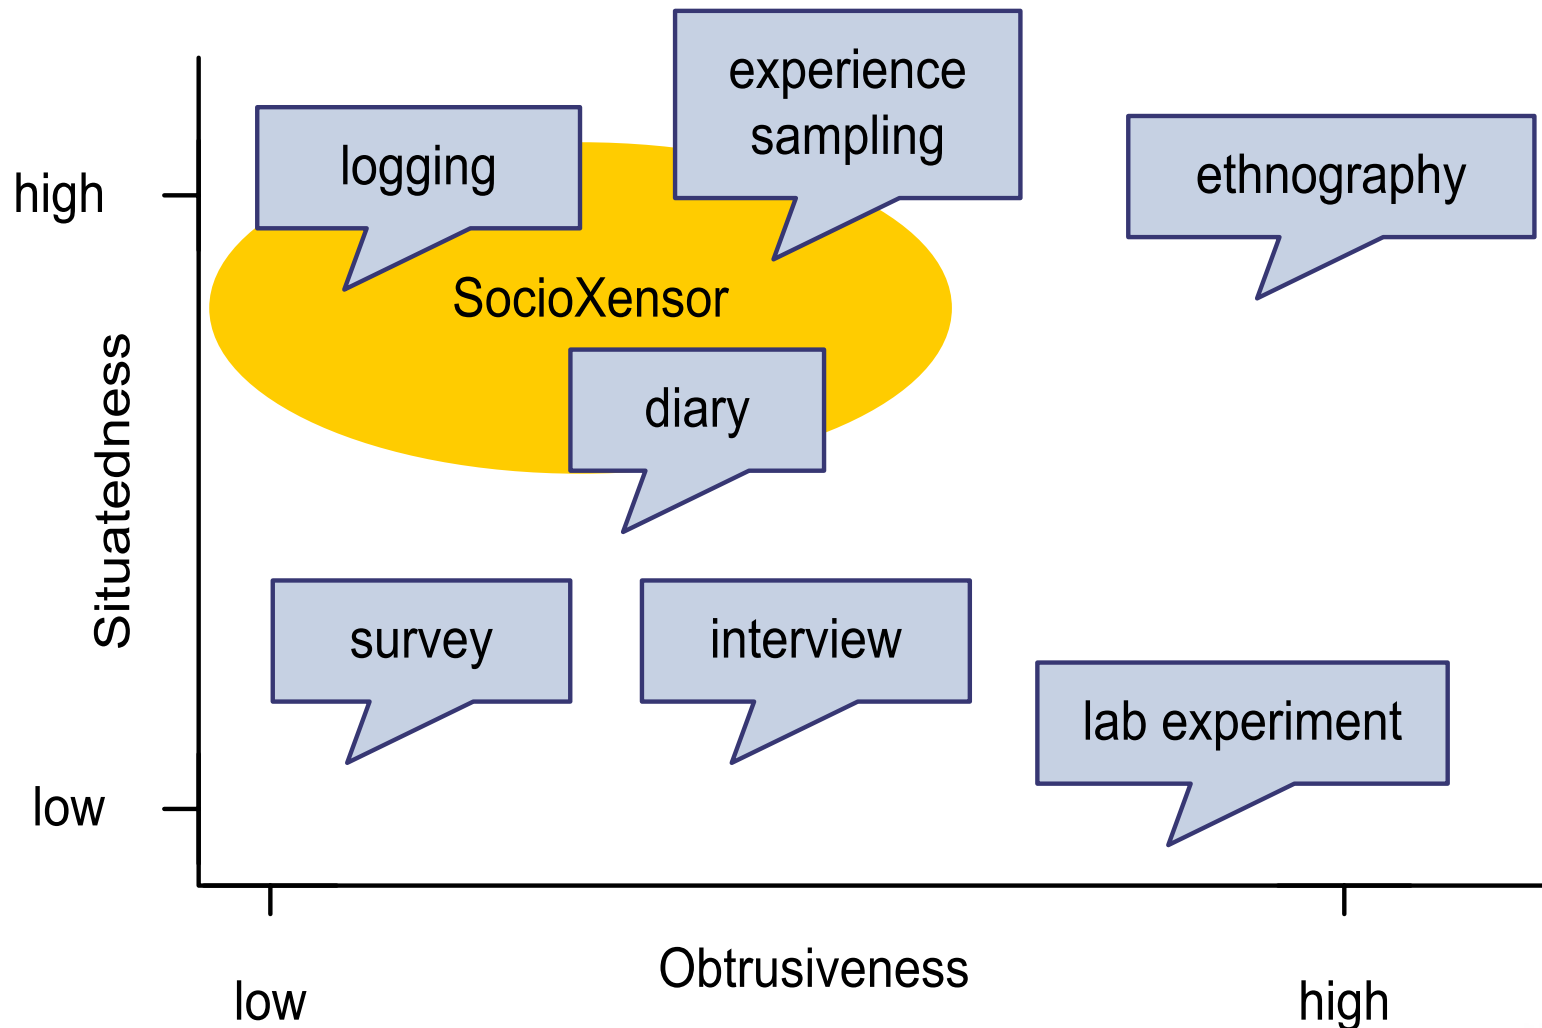 experience
sampling
logging
ethnography
high
SocioXensor
diary
Situatedness
survey
interview
lab experiment
low
Obtrusiveness
low
high